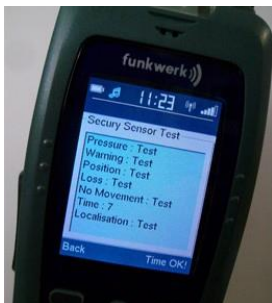 funkwerk
11:23
Secury Sensor Test
Pressure : Test
Warning : Test
Position : Test
Loss : Test
No Movement : Test
Time : 7
Localisation : Test
Back Time OK!